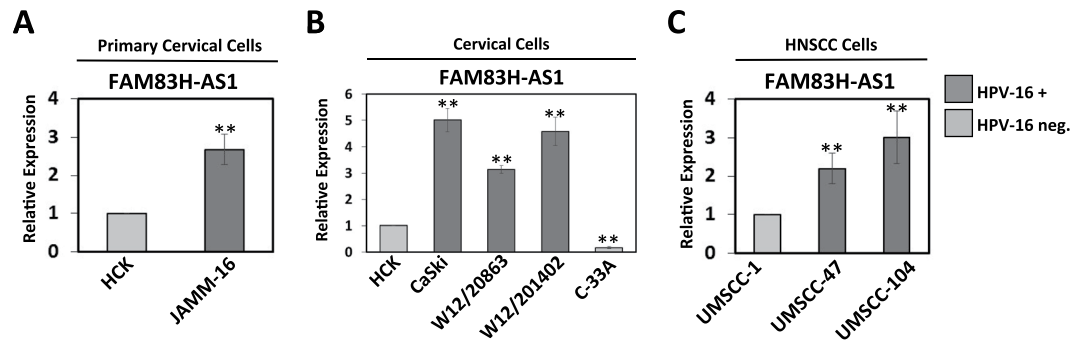 A
Primary Cervical Cells
FAM83H-AS1
Relative Expression
4
3
2
1
0
**
HCK
JAMM-16
B
Cervical Cells
FAM83H-AS1
Relative Expression
6
5
4
3
2
1
0
**
**
**
**
HCK
CaSki
W12/20863
W12/201402
C-33A
C
HNSCC Cells
FAM83H-AS1
Relative Expression
4
3
2
1
0
**
**
UMSCC-1
UMSCC-47
UMSCC-104
HPV-16 +
HPV-16 neg.